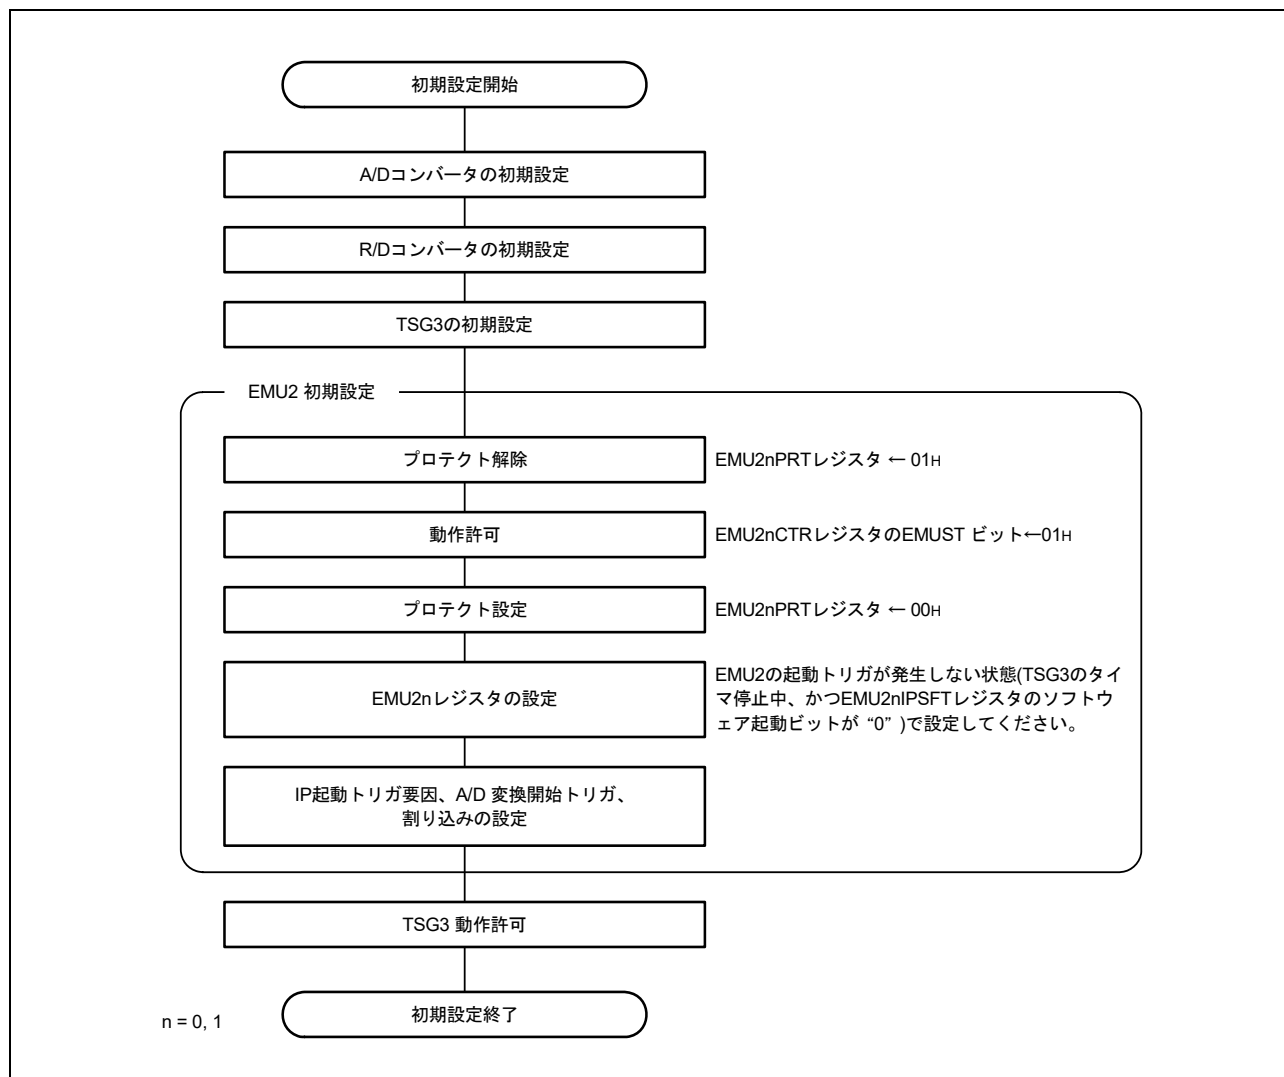 初期設定開始
A/Dコンバータの初期設定
R/Dコンバータの初期設定
TSG3の初期設定
EMU2 初期設定
プロテクト解除
EMU2nPRTレジスタ ← 01H
動作許可
EMU2nCTRレジスタのEMUST ビット←01H
プロテクト設定
EMU2nPRTレジスタ ← 00H
EMU2nレジスタの設定
EMU2の起動トリガが発生しない状態(TSG3のタイ
マ停止中、かつEMU2nIPSFTレジスタのソフトウ
ェア起動ビットが “0” )で設定してください。
IP起動トリガ要因、A/D 変換開始トリガ、
割り込みの設定
TSG3 動作許可
初期設定終了
n = 0, 1